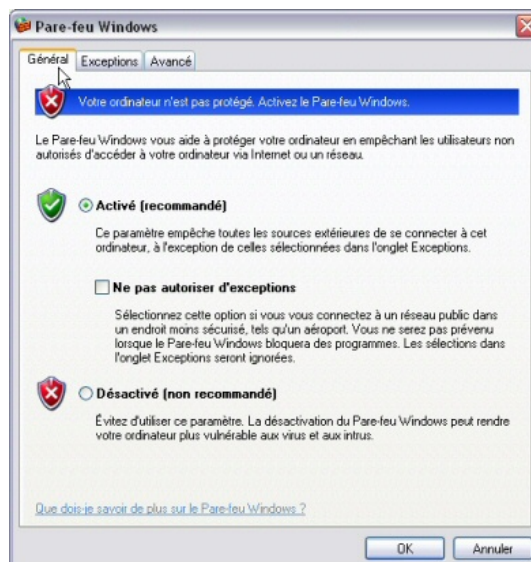 Pare-feu Windows
Général Exceptions Avancé
Votre ordinateur n'est pas protégé. Activez le Pare-feu Windows.
Le Pare-feu Windows vous aide à protéger votre ordinateur en empêchant les utilisateurs non
autorisés d'accéder à votre ordinateur via Internet ou un réseau.
Activé (recommandé)
Ce paramètre empêche toutes les sources extérieures de se connecter à cet
ordinateur, à l'exception de celles sélectionnées dans l'onglet Exceptions.
Ne pas autoriser d'exceptions
Sélectionnez cette option si vous vous connectez à un réseau public dans
un endroit moins sécurisé, tels qu'un aéroport. Vous ne serez pas prévenu
lorsque le Pare-feu Windows bloquera des programmes. Les sélections dans
l'onglet Exceptions seront ignorées.
Désactivé (non recommandé)
Évitez d'utiliser ce paramètre. La désactivation du Pare-feu Windows peut rendre
votre ordinateur plus vulnérable aux virus et aux intrus.
Que dois-je savoir de plus sur le Pare-feu Windows ?
OK Annuler